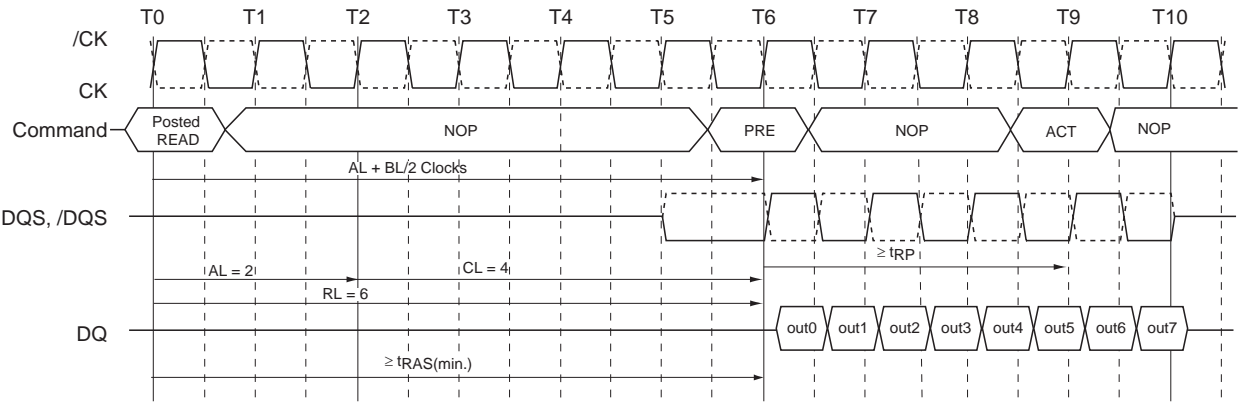 T0 T1 T2 T3 T4 T5 T6 T7 T8 T9 T10
/CK
CK
Command
Posted READ
NOP
PRE
NOP
ACT
NOP
AL + BL/2 Clocks
DQS, /DQS
≥ tRP
AL = 2
CL = 4
RL = 6
DQ
out0 out1 out2 out3 out4 out5 out6 out7
≥ tRAS(min.)